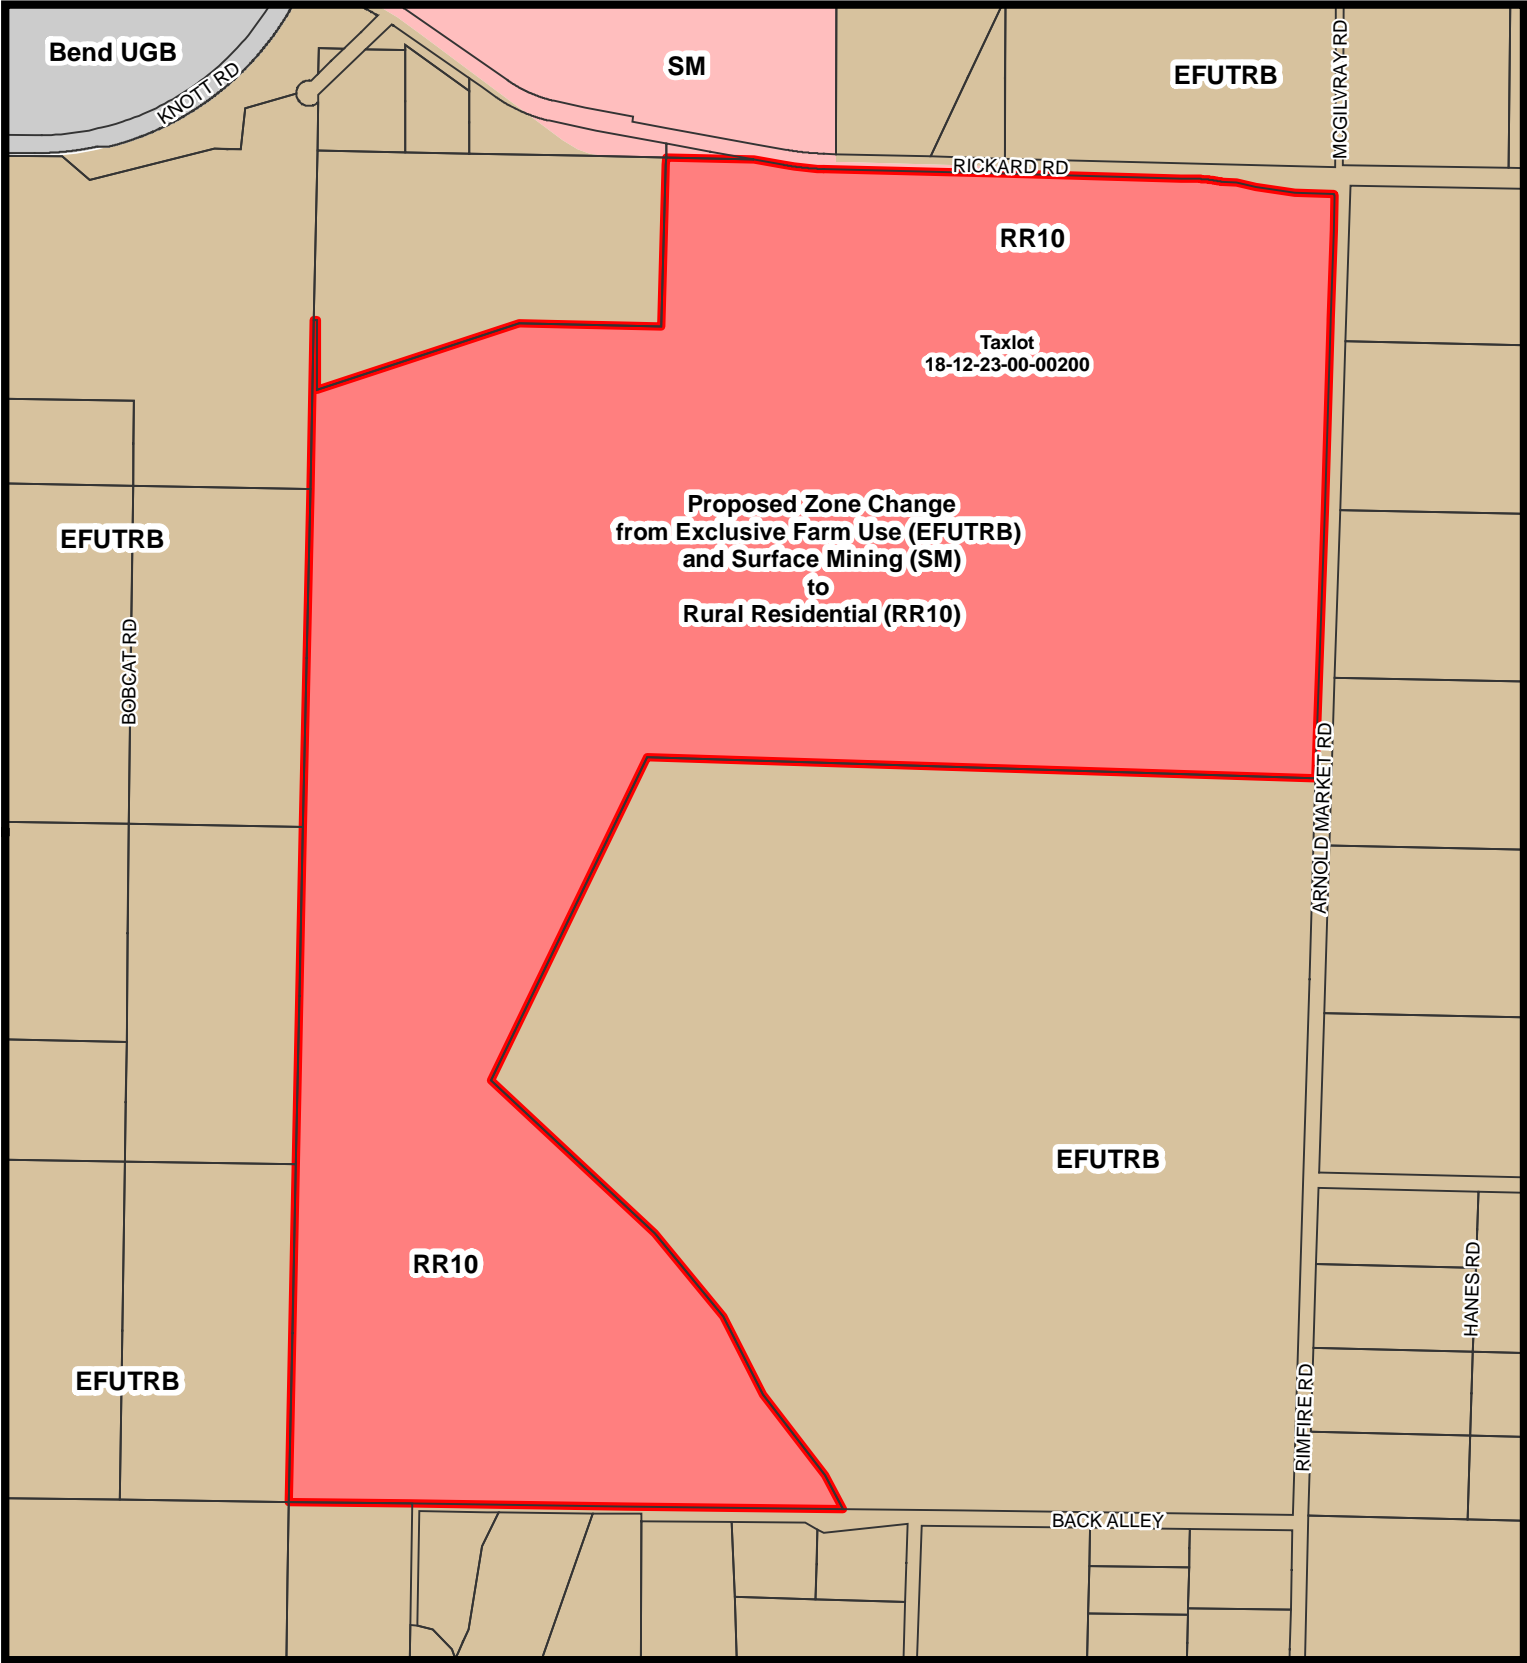 Bend UGB
KNOTT RD
SM
EFUTRB
MCGILVRAY RD
RICKARD RD
RR10
Taxlot
18-12-23-00-00200
Proposed Zone Change
from Exclusive Farm Use (EFUTRB)
and Surface Mining (SM)
to
Rural Residential (RR10)
EFUTRB
BOBCAT RD
ARNOLD MARKET RD
EFUTRB
RR10
HANES RD
EFUTRB
RIMFIRE RD
BACK ALLEY